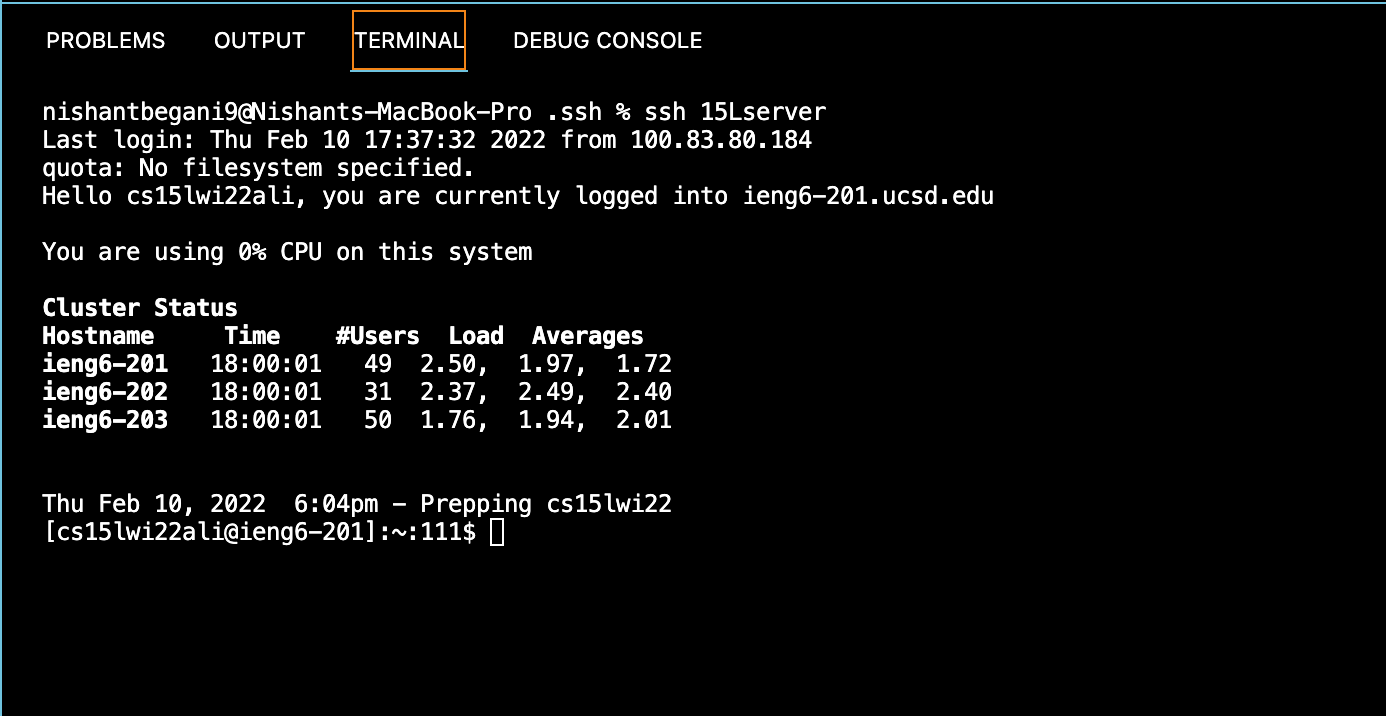 PROBLEMS OUTPUT TERMINAL DEBUG CONSOLE
nishantbegani9@Nishants-MacBook-Pro .ssh % ssh 15Lserver
Last login: Thu Feb 10 17:37:32 2022 from 100.83.80.184
quota: No filesystem specified.
Hello cs15lwi22ali, you are currently logged into ieng6-201.ucsd.edu
You are using 0% CPU on this system
Cluster Status
Hostname     Time    #Users  Load  Averages
ieng6-201   18:00:01   49  2.50,  1.97,  1.72
ieng6-202   18:00:01   31  2.37,  2.49,  2.40
ieng6-203   18:00:01   50  1.76,  1.94,  2.01
Thu Feb 10, 2022  6:04pm - Prepping cs15lwi22
[cs15lwi22ali@ieng6-201]:~:111$